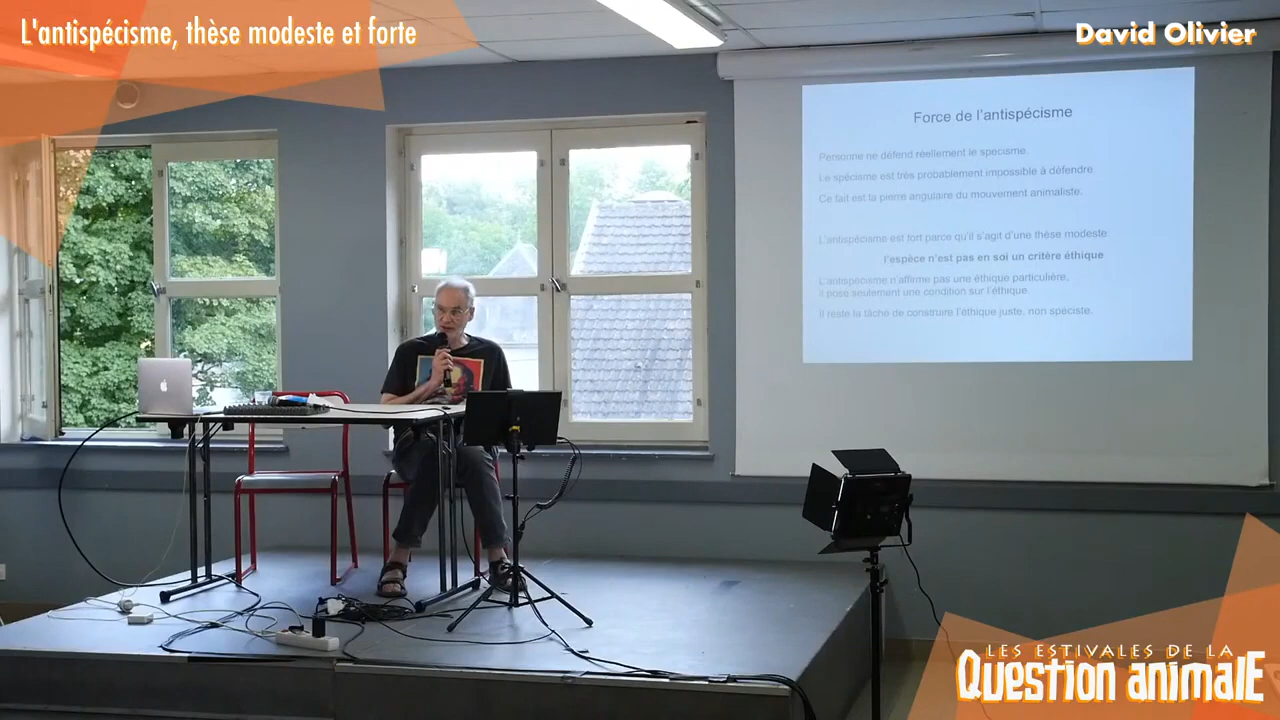 L'antispécisme, thèse modeste et forte
David Olivier
Force de l'antispécisme
Personne ne défend réellement le spécisme
Le spécisme est très probablement impossible à défendre
Ce fait est la pierre angulaire du mouvement animaliste.
L'antispécisme est fort parce qu'il s'agit d'une thèse modeste
l'espèce n'est pas en soi un critère éthique
L'antispécisme n'affirme pas une éthique particulière,
il pose seulement une condition sur l'éthique
Il reste la tâche de construire l'éthique juste, non spéciste.
LES ESTIVALES DE LA
QUESTION ANIMALE